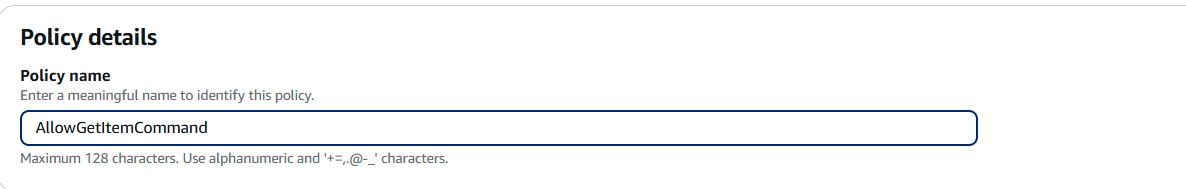 Policy details
Policy name
Enter a meaningful name to identify this policy.
AllowGetItemCommand
Maximum 128 characters. Use alphanumeric and '+=,.@-_' characters.